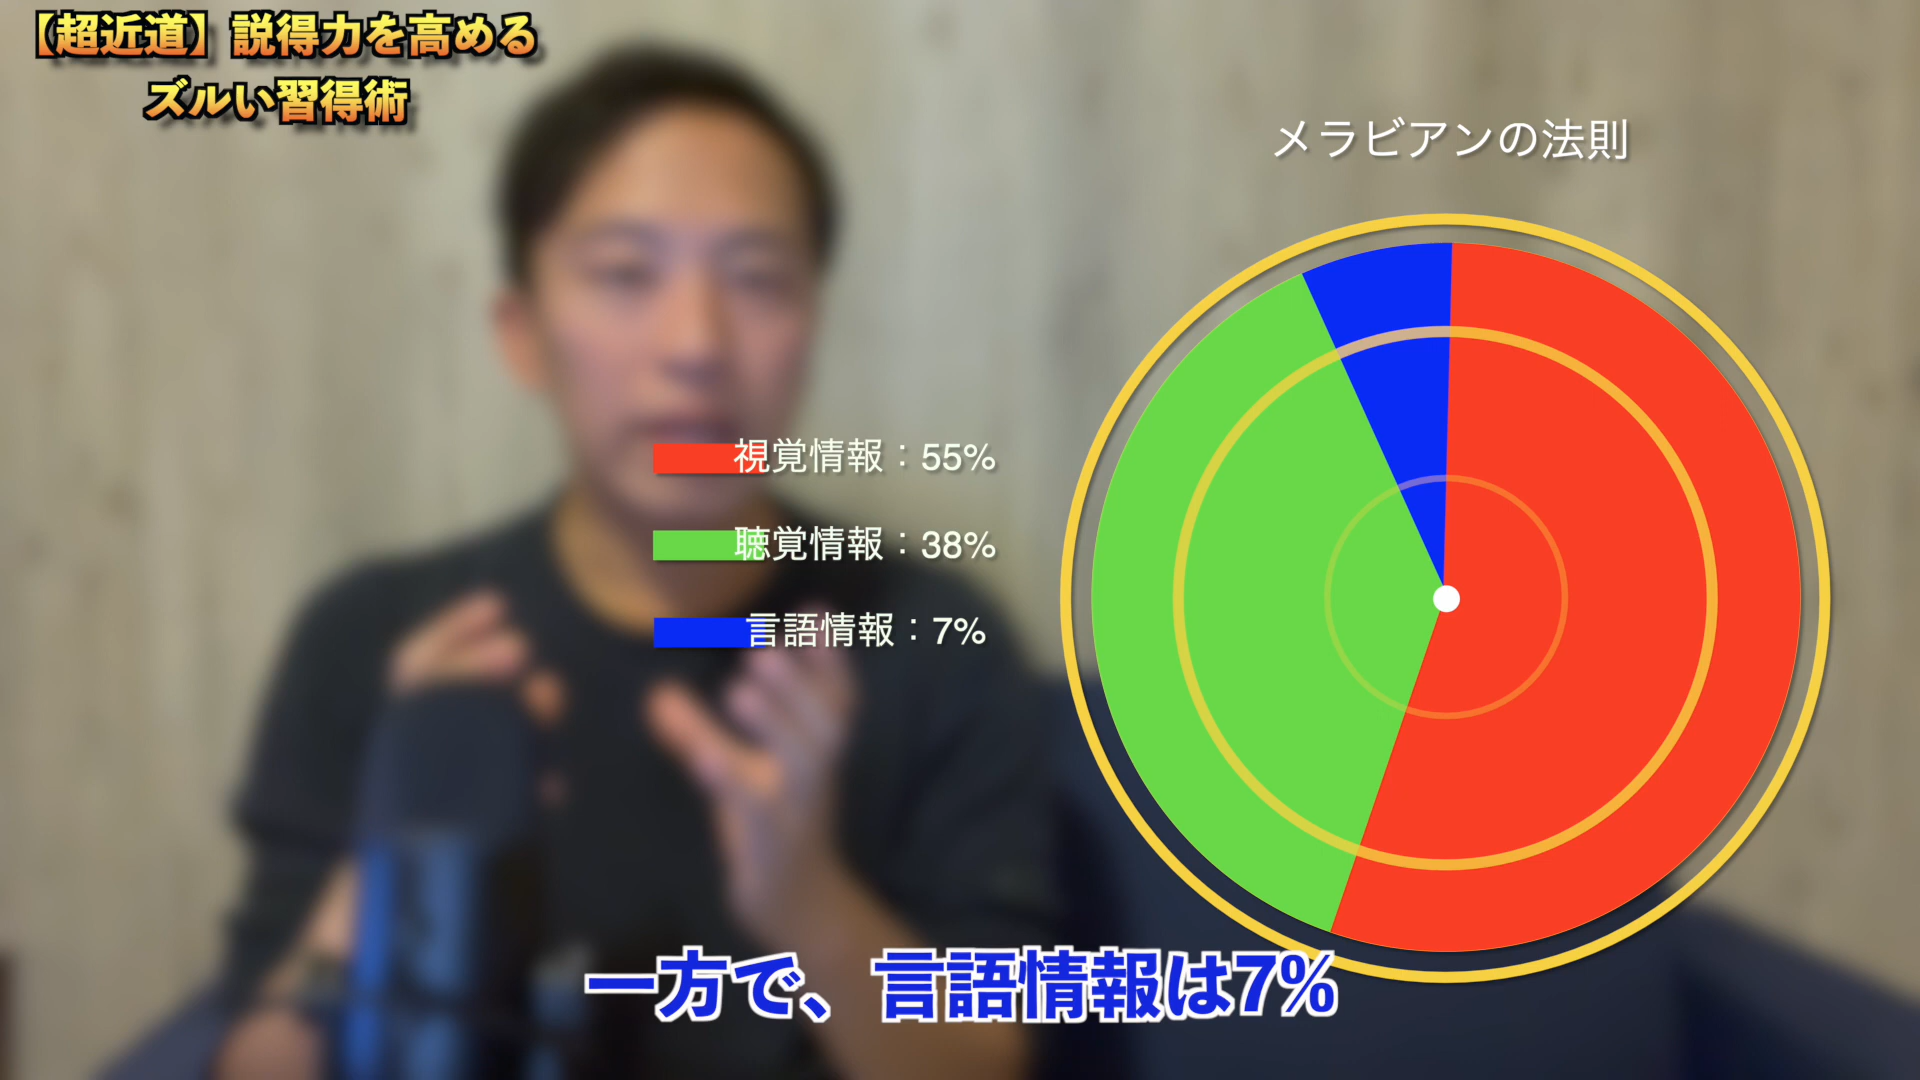 【超近道】説得力を高める
ズルい習得術
メラビアンの法則
視覚情報：55%
聴覚情報：38%
言語情報：7%
一方で、言語情報は7%